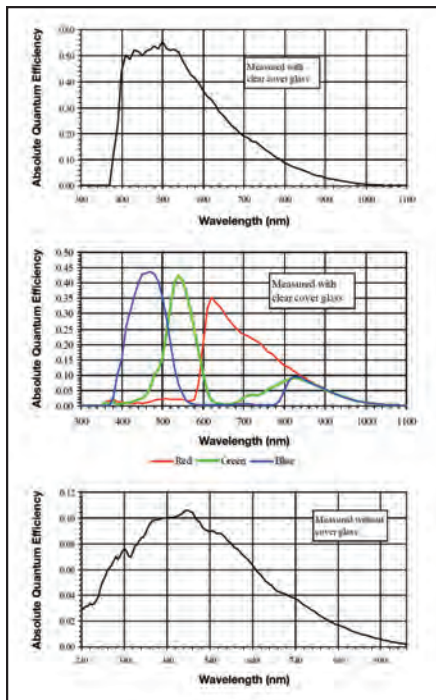 Absolute Quantum Efficiency
0.60
0.50
0.40
0.30
0.20
0.10
0.00
Measured with
clear cover glass
300 400 500 600 700 800 900 1000 1100
Wavelength (nm)
Absolute Quantum Efficiency
0.50
0.45
0.40
0.35
0.30
0.25
0.20
0.15
0.10
0.05
0.00
Measured with
clear cover glass
300 400 500 600 700 800 900 1000 1100
Wavelength (nm)
Red Green Blue
Absolute Quantum Efficiency
0.12
0.10
0.08
0.06
0.04
0.02
0.00
Measured without
cover glass
Wavelength (nm)